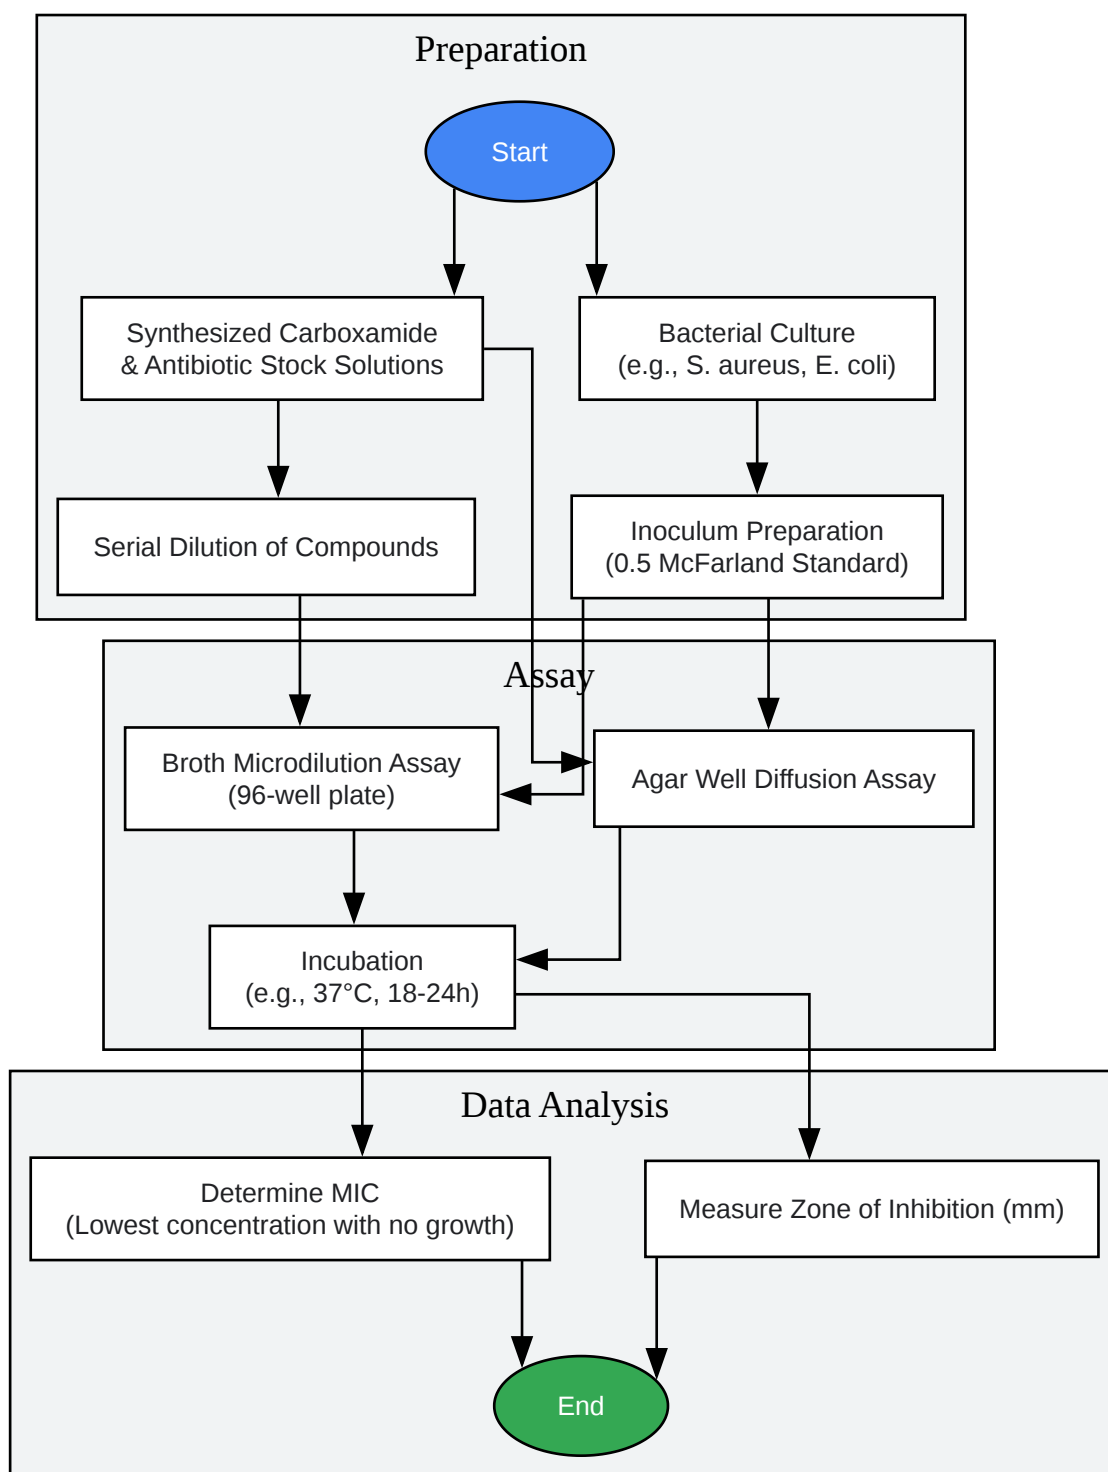 Preparation
Start
Synthesized Carboxamide
& Antibiotic Stock Solutions
Bacterial Culture
(e.g., S. aureus, E. coli)
Serial Dilution of Compounds
Inoculum Preparation
(0.5 McFarland Standard)
Assay
Broth Microdilution Assay
(96-well plate)
Agar Well Diffusion Assay
Incubation
(e.g., 37°C, 18-24h)
Data Analysis
Determine MIC
(Lowest concentration with no growth)
Measure Zone of Inhibition (mm)
End